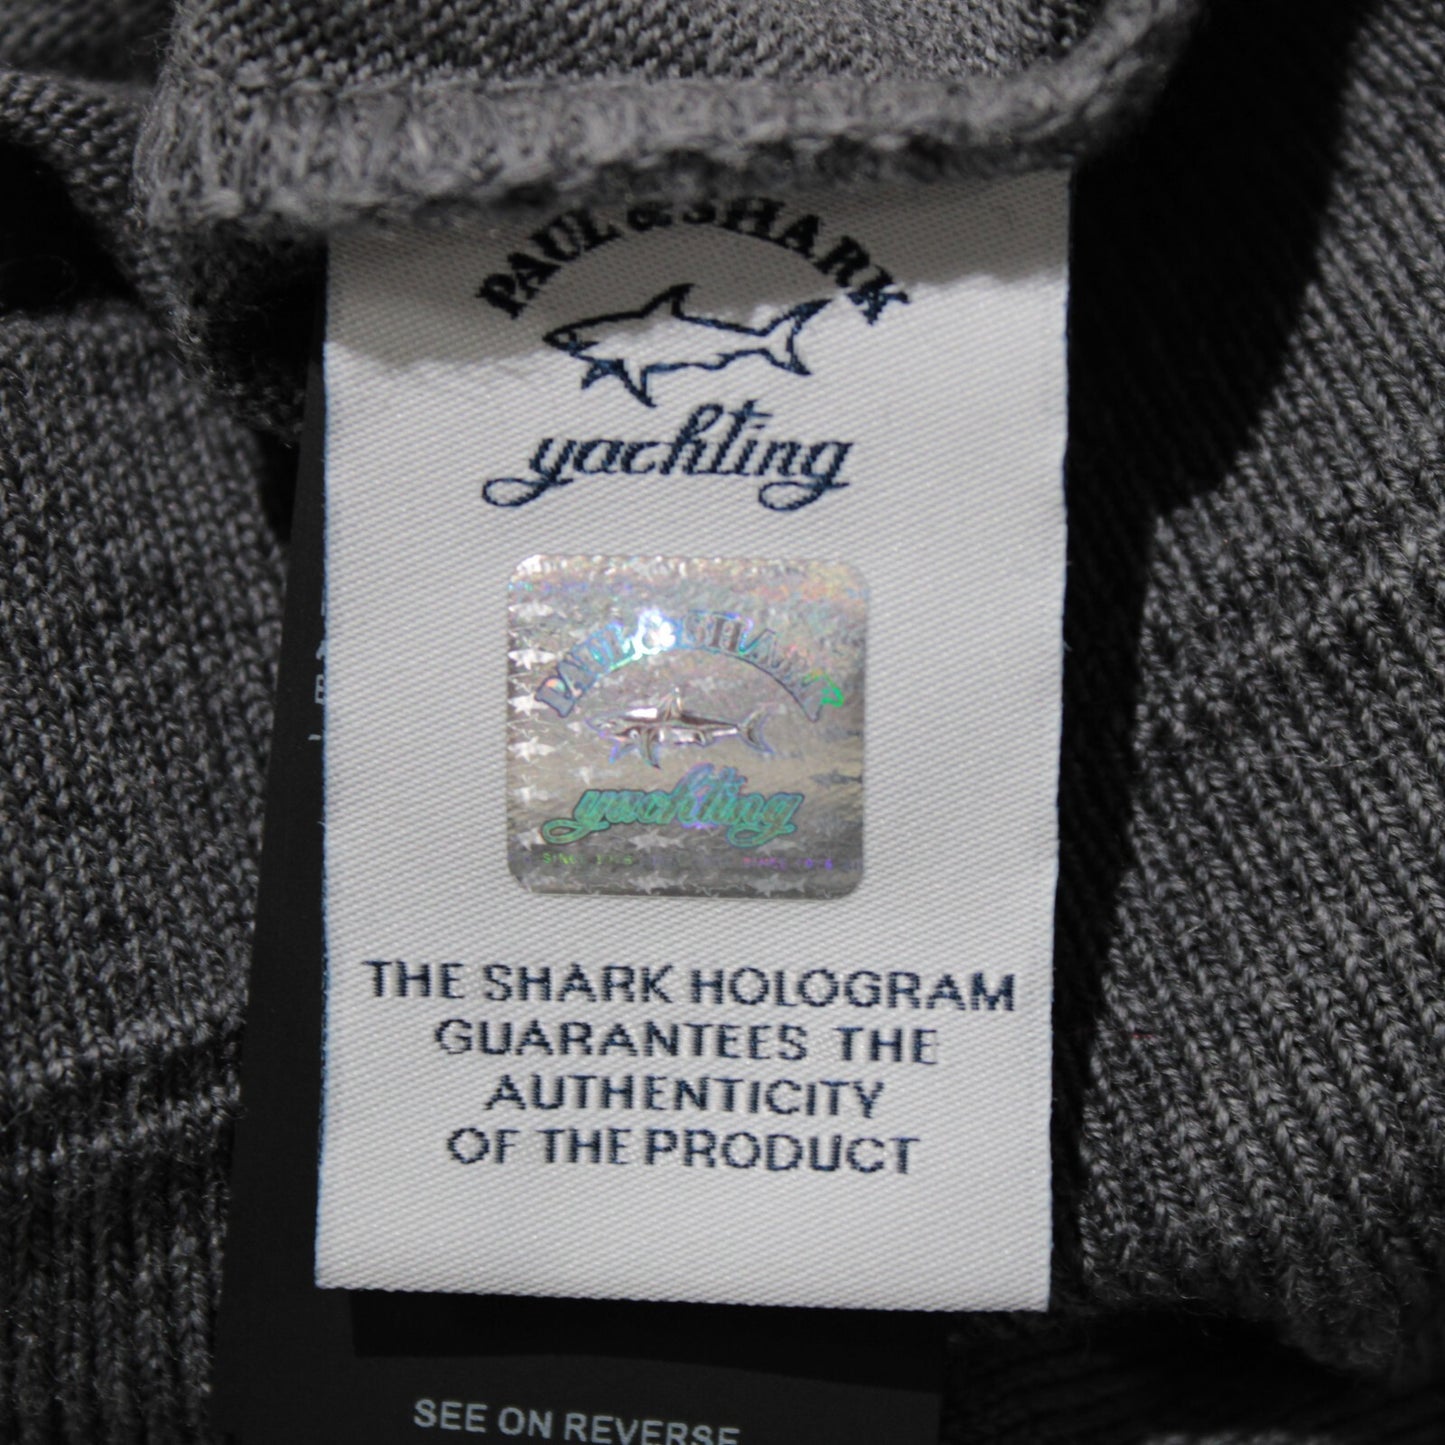 PAUL & SHARK
yachting
PAUL & SHARK
yachting
THE SHARK HOLOGRAM
GUARANTEES THE
AUTHENTICITY
OF THE PRODUCT
SEE ON REVERSE